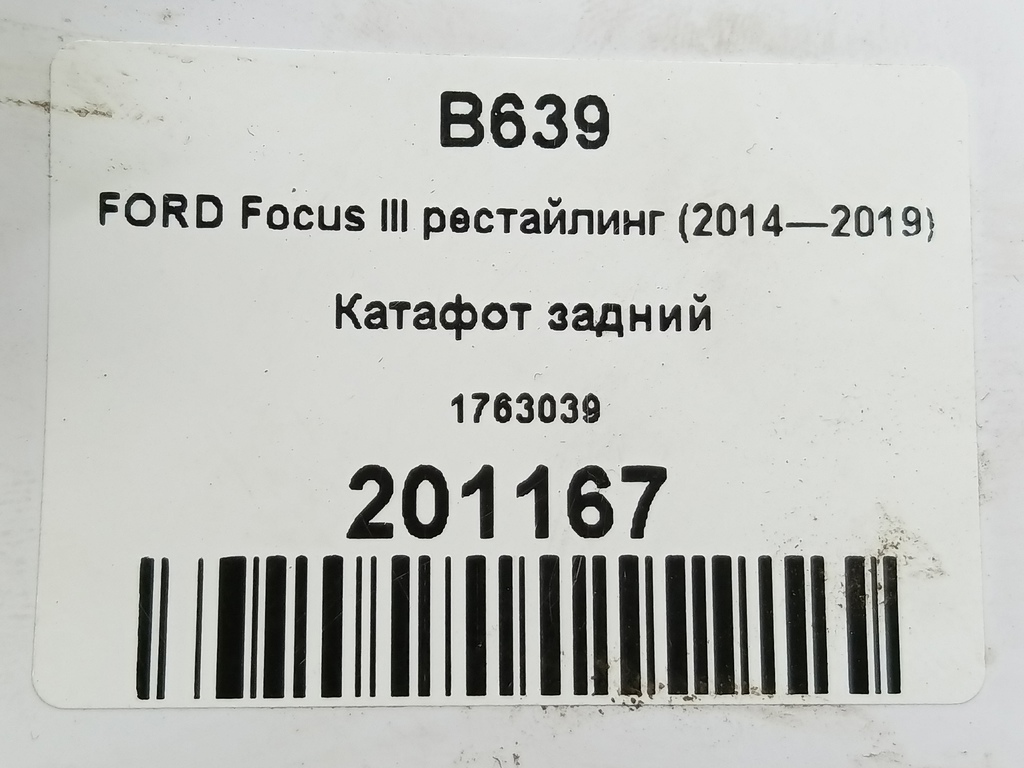 B639
FORD Focus III рестайлинг (2014—2019)
Катафот задний
1763039
201167